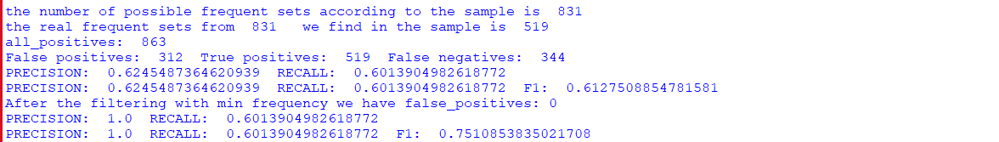 the number of possible frequent sets according to the sample is  831
the real frequent sets from  831   we find in the sample is  519
all_positives:  863
False positives:  312  True positives:  519  False negatives:  344
PRECISION:  0.6245487364620939  RECALL:  0.6013904982618772
PRECISION:  0.6245487364620939  RECALL:  0.6013904982618772  F1:  0.6127508854781581
After the filtering with min frequency we have false_positives: 0
PRECISION:  1.0  RECALL:  0.6013904982618772
PRECISION:  1.0  RECALL:  0.6013904982618772  F1:  0.7510853835021708